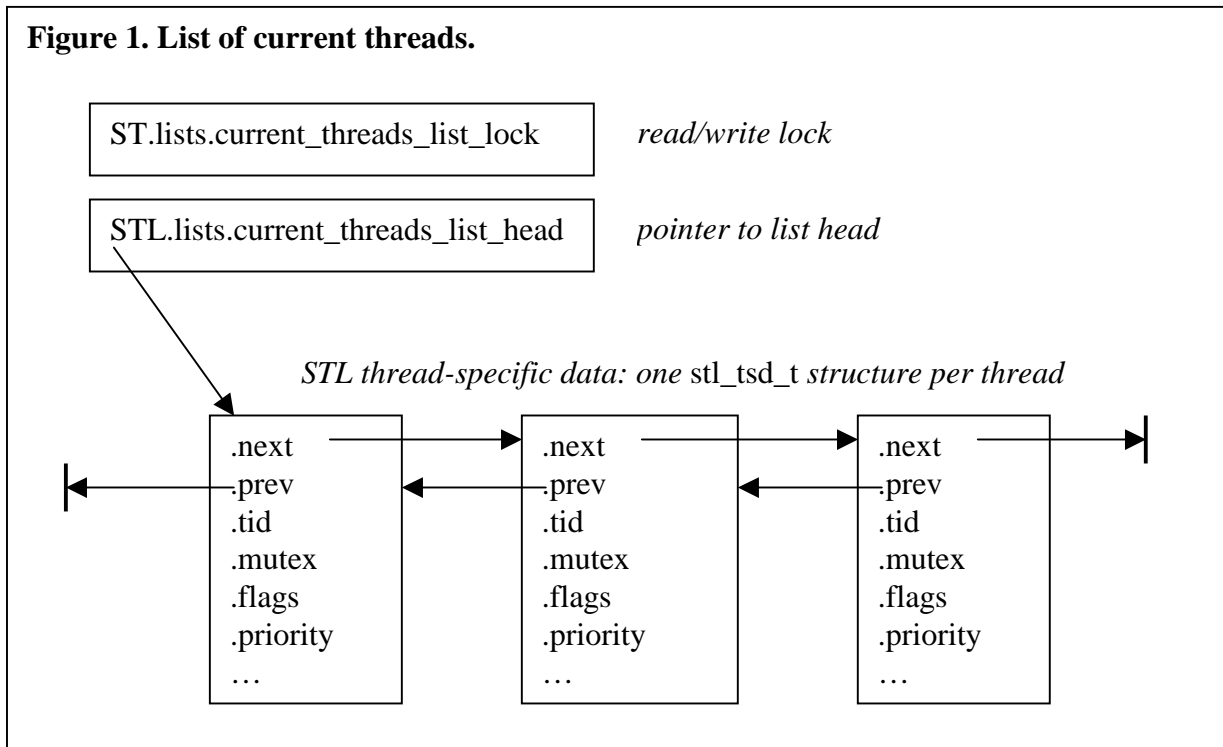 Figure 1. List of current threads.
ST.lists.current_threads_list_lock read/write lock
STL.lists.current_threads_list_head pointer to list head
STL thread-specific data: one stl_tsd_t structure per thread
.next .next .next
.prev .prev .prev
.tid .tid .tid
.mutex .mutex .mutex
.flags .flags .flags
.priority .priority .priority
… … …